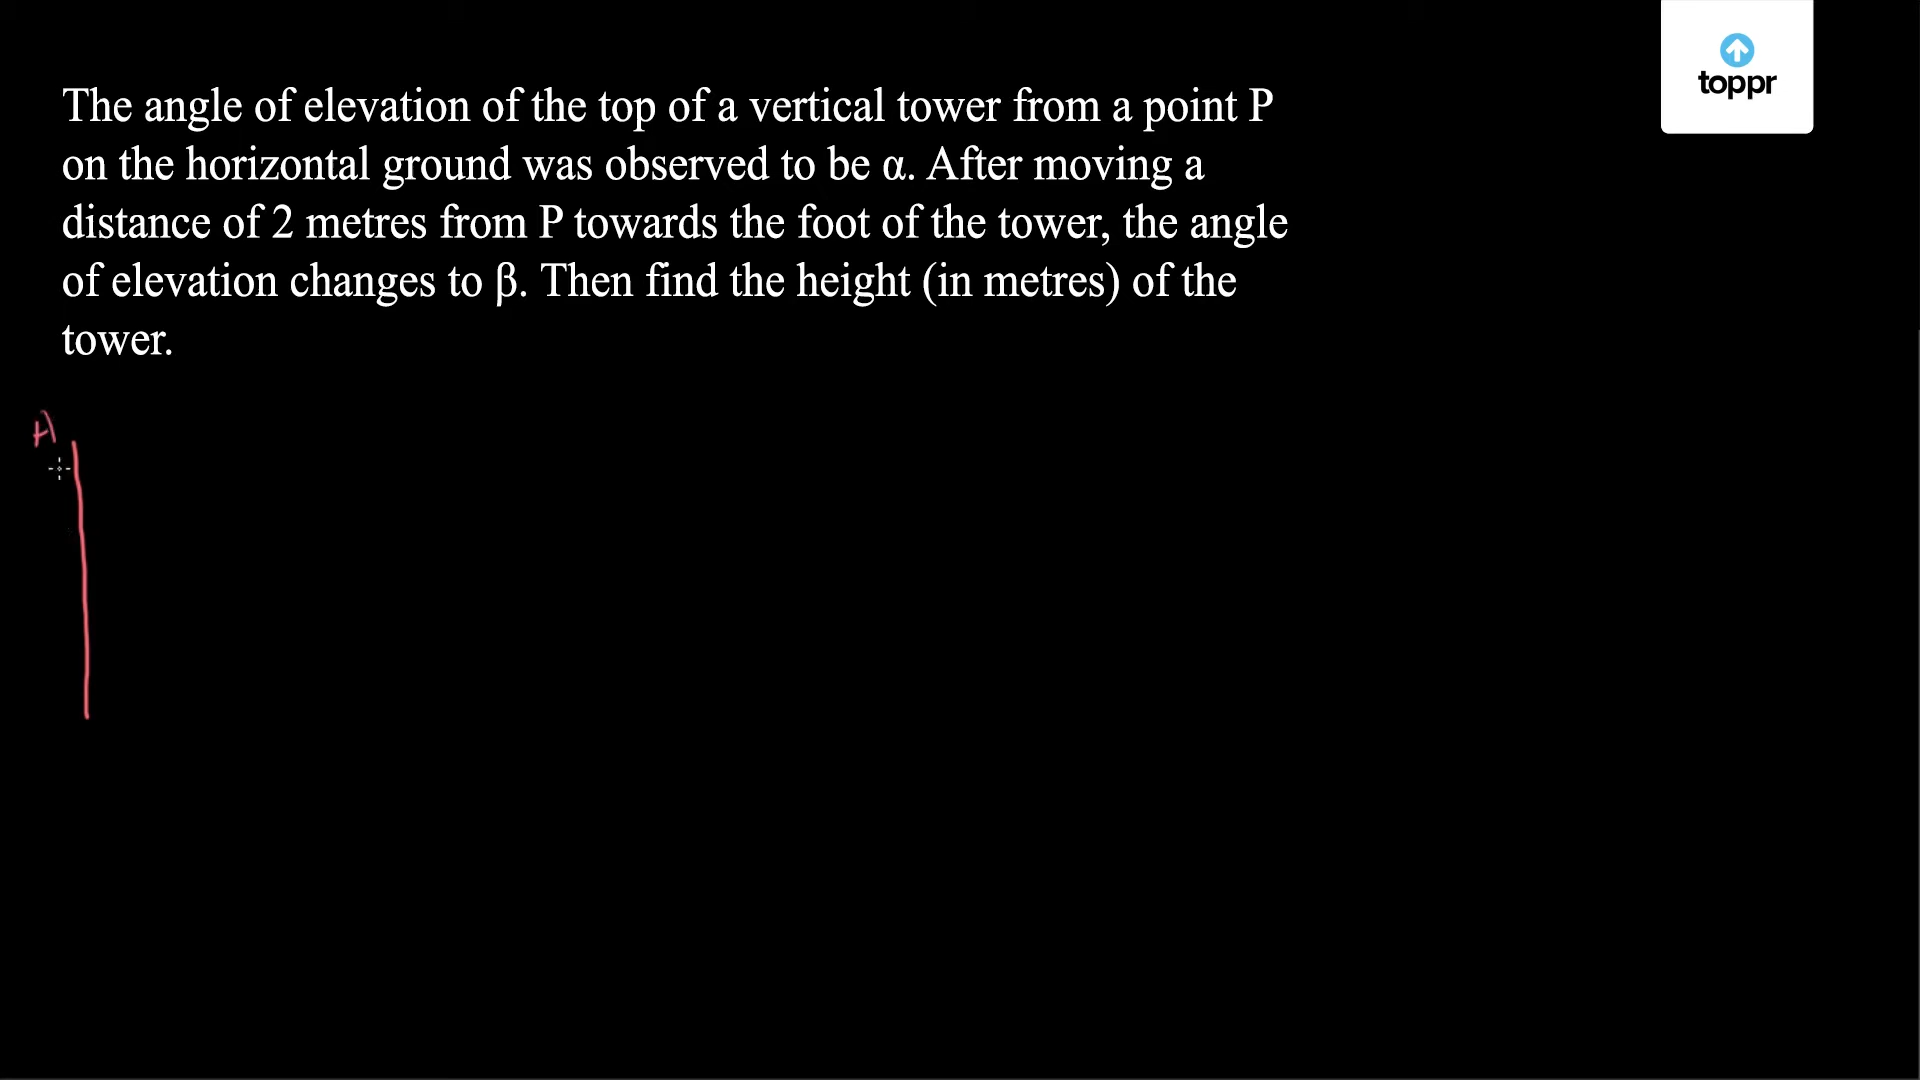 toppr
The angle of elevation of the top of a vertical tower from a point P
on the horizontal ground was observed to be α. After moving a
distance of 2 metres from P towards the foot of the tower, the angle
of elevation changes to β. Then find the height (in metres) of the
tower.
A